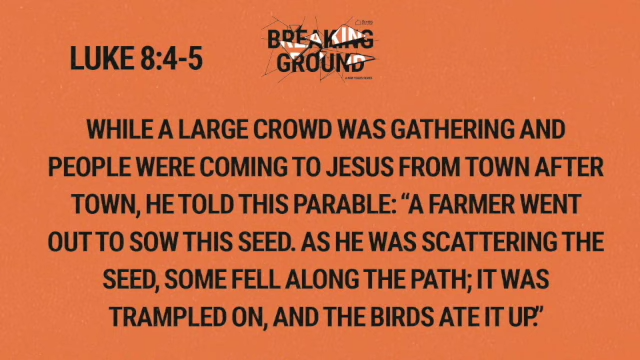 LUKE 8:4-5
BREAKING
GROUND
WHILE A LARGE CROWD WAS GATHERING AND
PEOPLE WERE COMING TO JESUS FROM TOWN AFTER
TOWN, HE TOLD THIS PARABLE: “A FARMER WENT
OUT TO SOW THIS SEED. AS HE WAS SCATTERING THE
SEED, SOME FELL ALONG THE PATH; IT WAS
TRAMPLED ON, AND THE BIRDS ATE IT UP.”